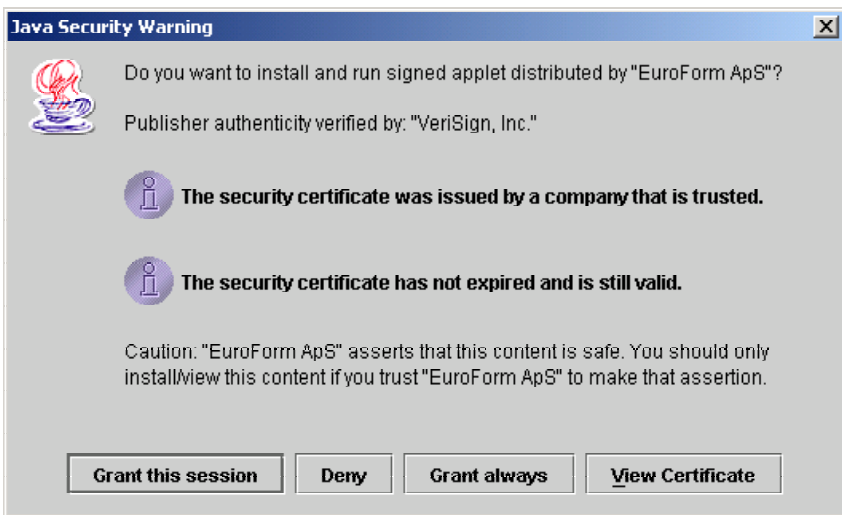 Java Security Warning
Do you want to install and run signed applet distributed by "EuroForm ApS"?
Publisher authenticity verified by: "VeriSign, Inc."
The security certificate was issued by a company that is trusted.
The security certificate has not expired and is still valid.
Caution: "EuroForm ApS" asserts that this content is safe. You should only
install/view this content if you trust "EuroForm ApS" to make that assertion.
Grant this session Deny Grant always View Certificate